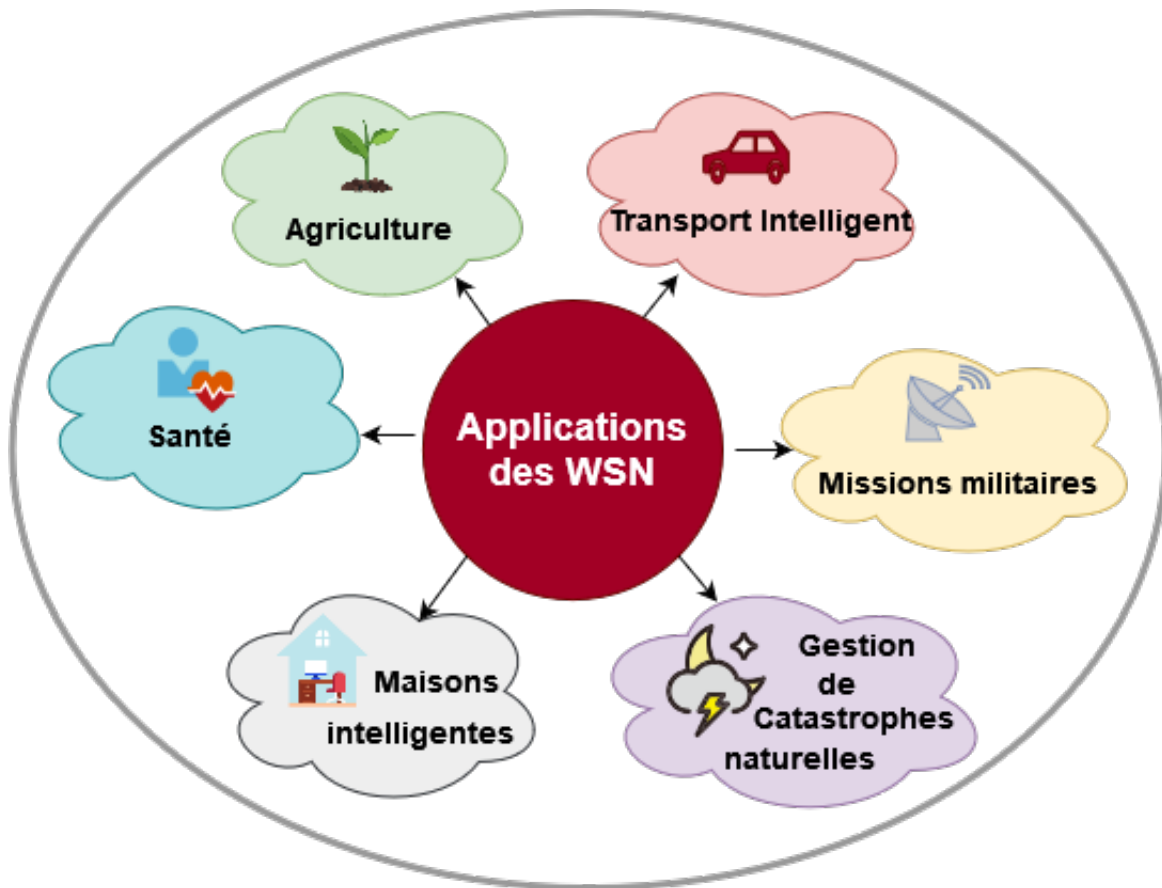 Agriculture
Transport Intelligent
Santé
Applications
des WSN
Missions militaires
Maisons
intelligentes
Gestion
de
Catastrophes
naturelles